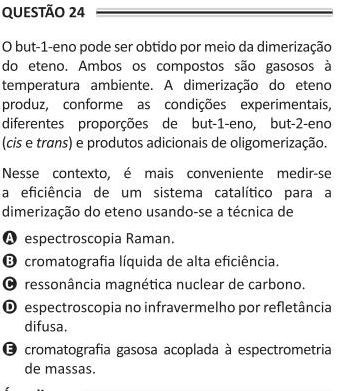 QUESTÃO 24
O but-1-eno pode ser obtido por meio da dimerização
do eteno. Ambos os compostos são gasosos à
temperatura ambiente. A dimerização do eteno
produz, conforme as condições experimentais,
diferentes proporções de but-1-eno, but-2-eno
(cis e trans) e produtos adicionais de oligomerização.
Nesse contexto, é mais conveniente medir-se
a eficiência de um sistema catalítico para a
dimerização do eteno usando-se a técnica de
A espectroscopia Raman.
B cromatografia líquida de alta eficiência.
C ressonância magnética nuclear de carbono.
D espectroscopia no infravermelho por refletância
difusa.
E cromatografia gasosa acoplada à espectrometria
de massas.